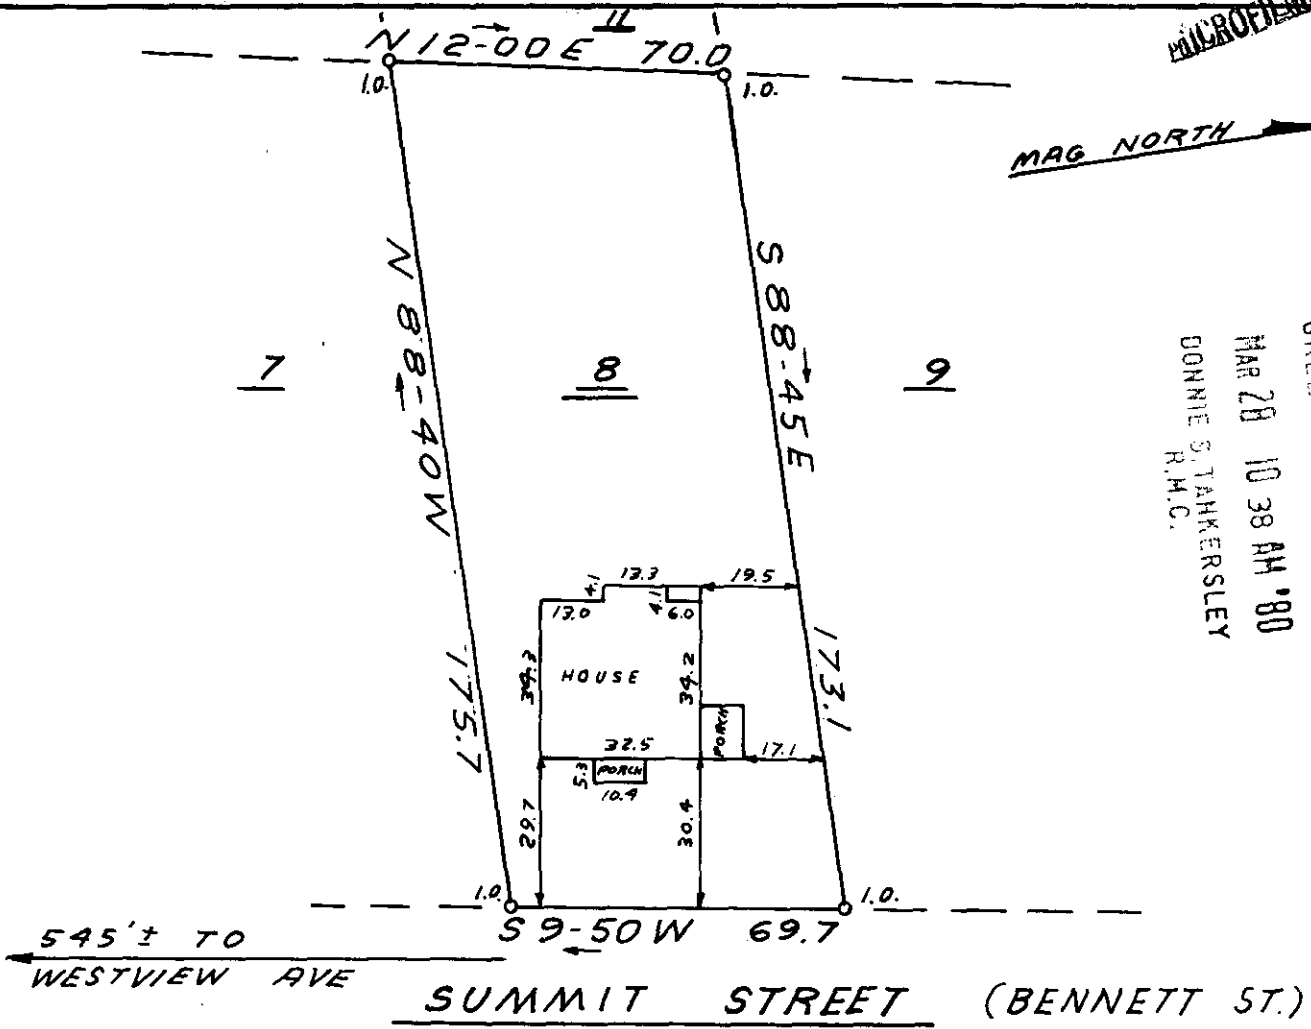 11
N 12-00 E 70.0
MICROFILMED
1.0.
1.0.
MAG NORTH
N 88-40W 175.7
S 88-45 E 173.1
7
8
9
MAR 28 10 38 AM '80
DONNIE S. TANKERSLEY
R.M.C.
4.1
13.3
19.5
13.0
4.1
6.0
34.3
HOUSE
34.2
PORCH
32.5
17.1
5.3
PORCH
10.4
29.7
30.4
1.0.
1.0.
S 9-50 W 69.7
545'± TO
WESTVIEW AVE
SUMMIT STREET (BENNETT ST.)